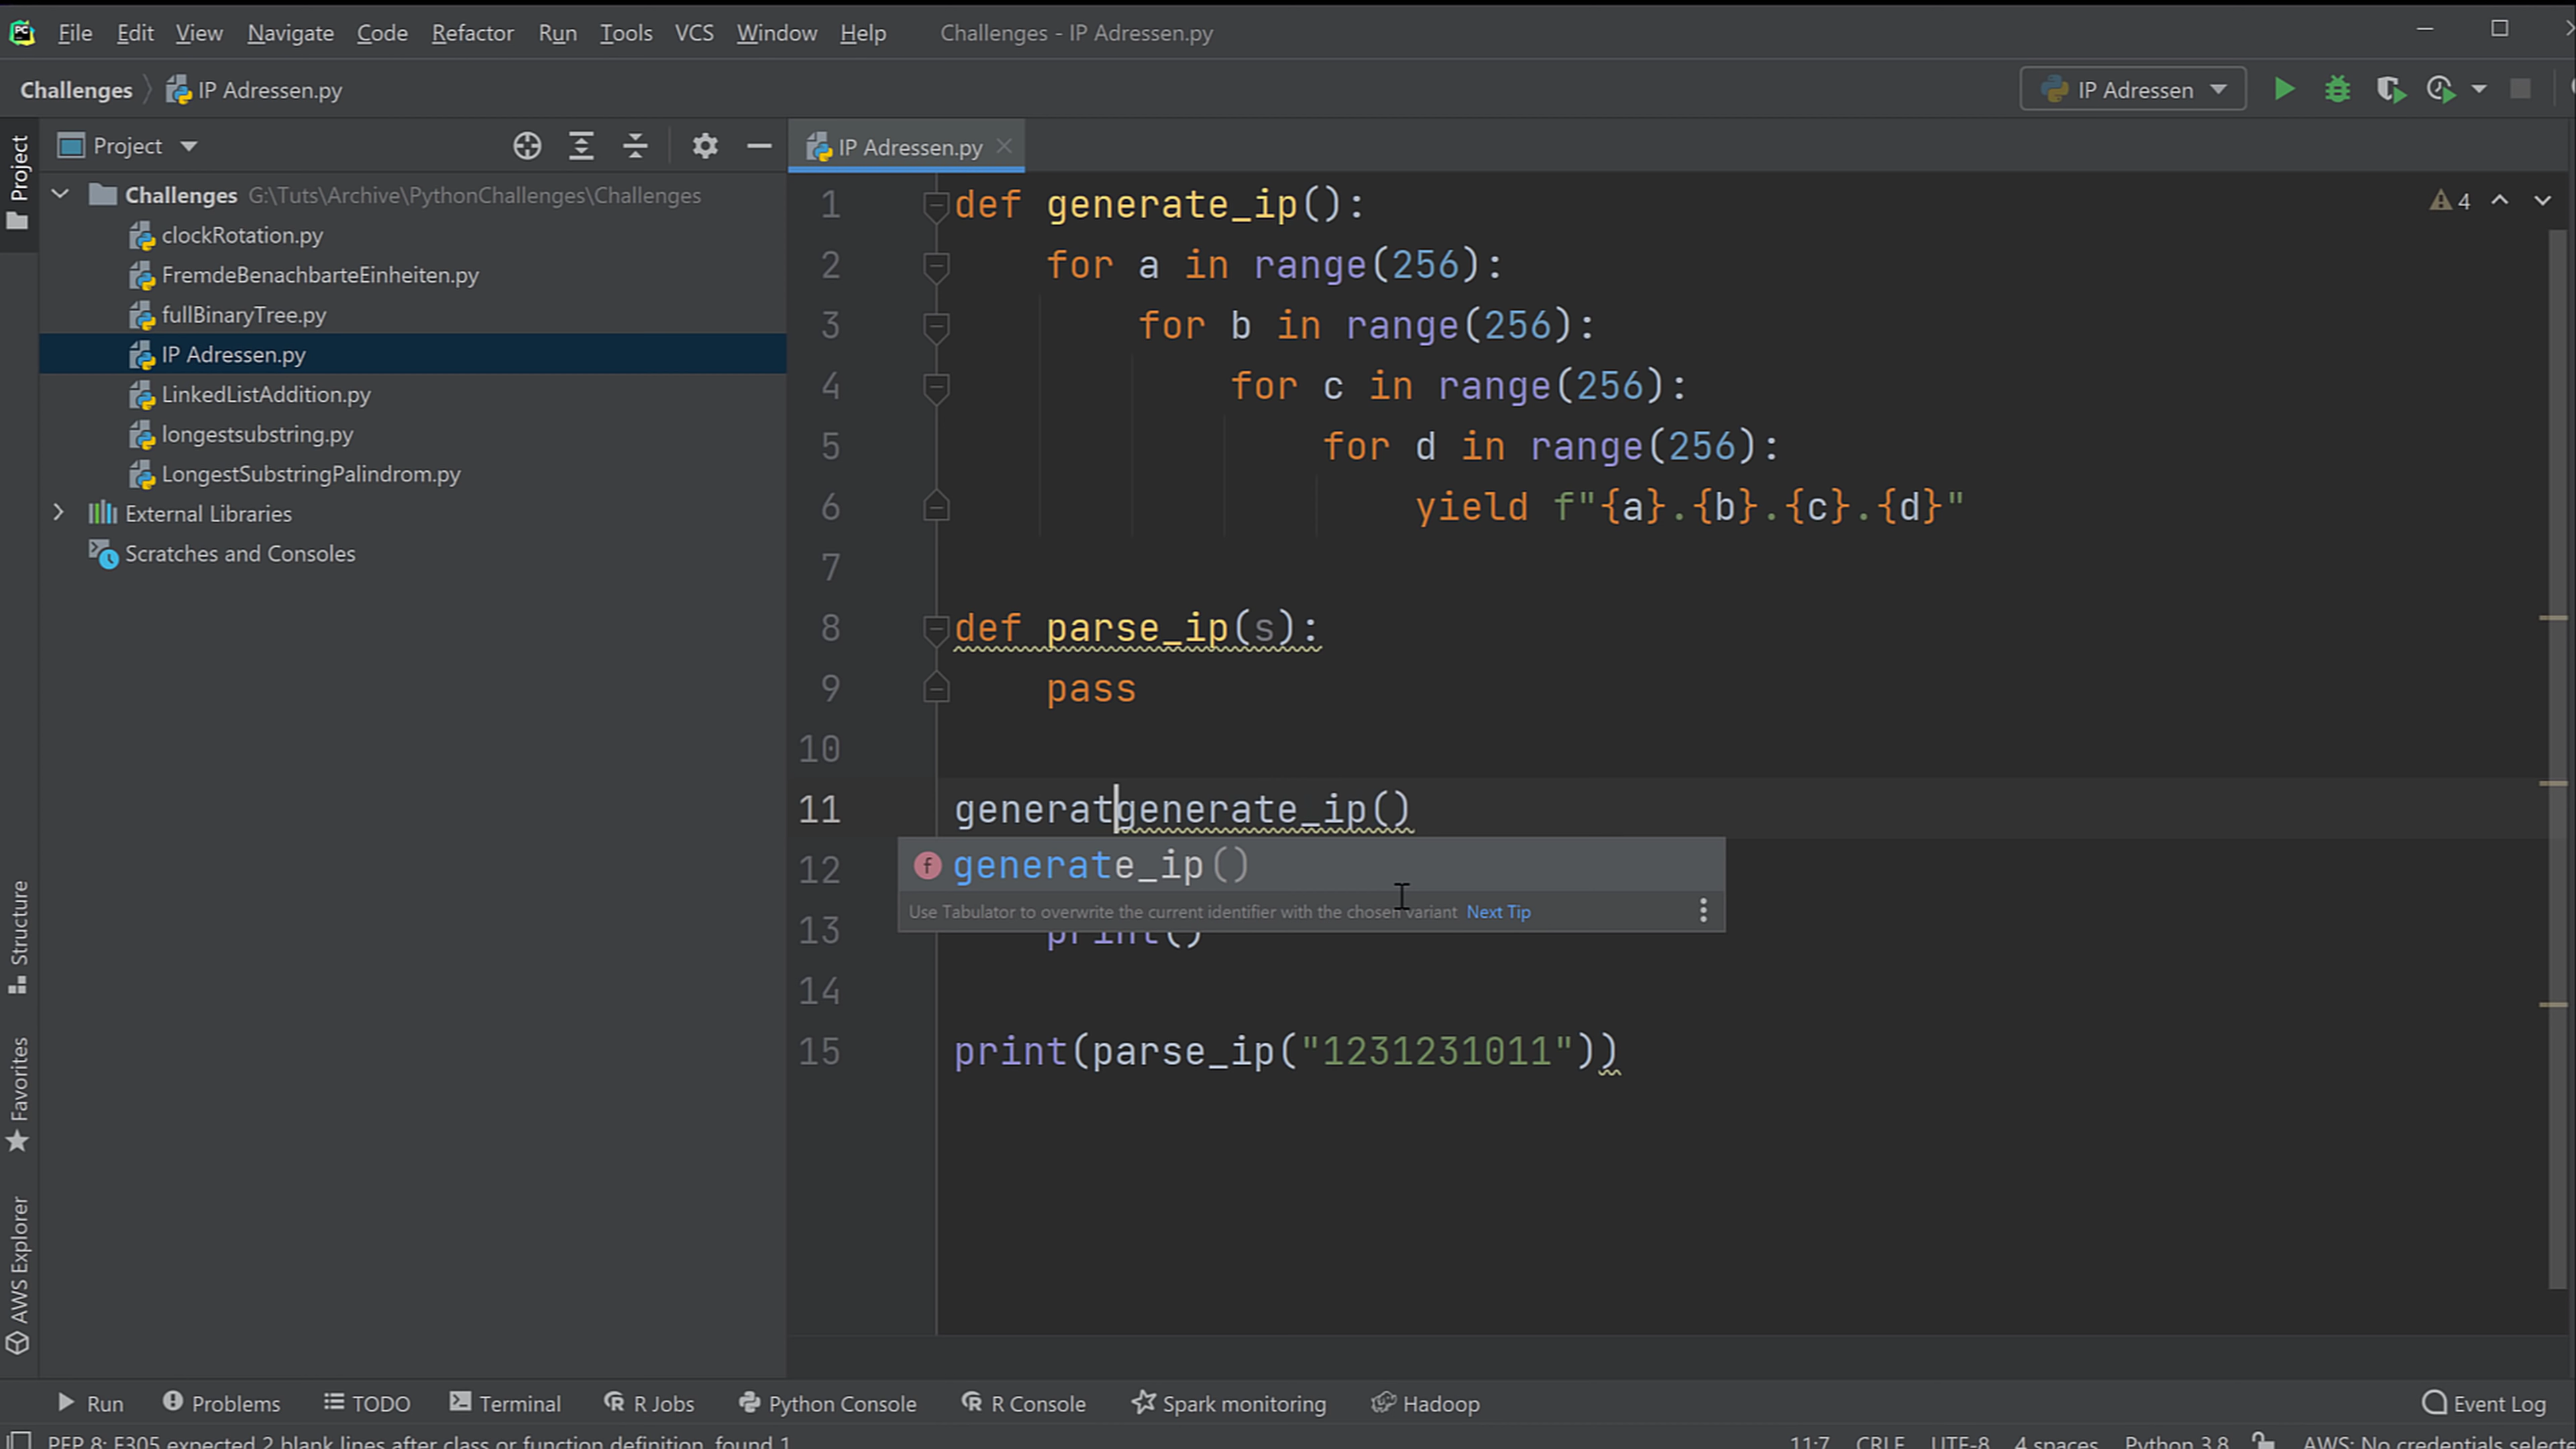 File Edit View Navigate Code Refactor Run Tools VCS Window Help Challenges - IP Adressen.py
Challenges IP Adressen.py IP Adressen
Project
Project
IP Adressen.py
Challenges G:\Tuts\Archive\PythonChallenges\Challenges
clockRotation.py
FremdeBenachbarteEinheiten.py
fullBinaryTree.py
IP Adressen.py
LinkedListAddition.py
longestsubstring.py
LongestSubstringPalindrom.py
External Libraries
Scratches and Consoles
Structure
Favorites
AWS Explorer
4
1 def generate_ip():
2 for a in range(256):
3 for b in range(256):
4 for c in range(256):
5 for d in range(256):
6 yield f"{a}.{b}.{c}.{d}"
7
8 def parse_ip(s):
9 pass
10
11 generatgenerate_ip()
12
generate_ip()
Use Tabulator to overwrite the current identifier with the chosen variant Next Tip
13 print()
14
15 print(parse_ip("1231231011"))
Run Problems TODO Terminal R Jobs Python Console R Console Spark monitoring Hadoop Event Log
PEP 8: E305 expected 2 blank lines after class or function definition, found 1 11:7 CRLF UTF-8 4 spaces Python 3.8 AWS: No credentials select